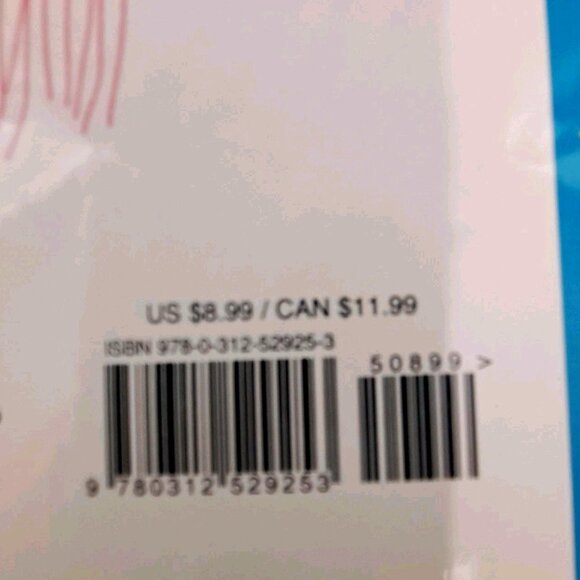 US $8.99 / CAN $11.99
ISBN 978-0-312-52925-3
50899 >
9 780312 529253